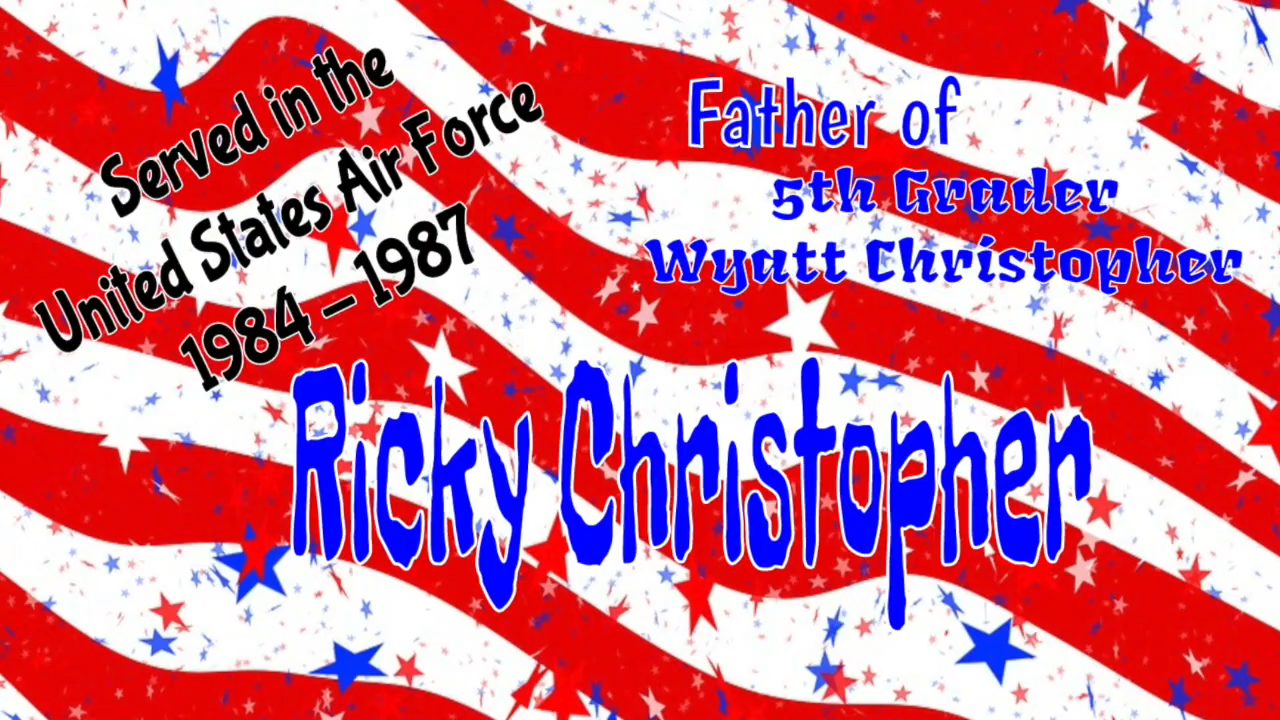 Served in the
United States Air Force
1984 – 1987
Father of
5th Grader
Wyatt Christopher
Ricky Christopher